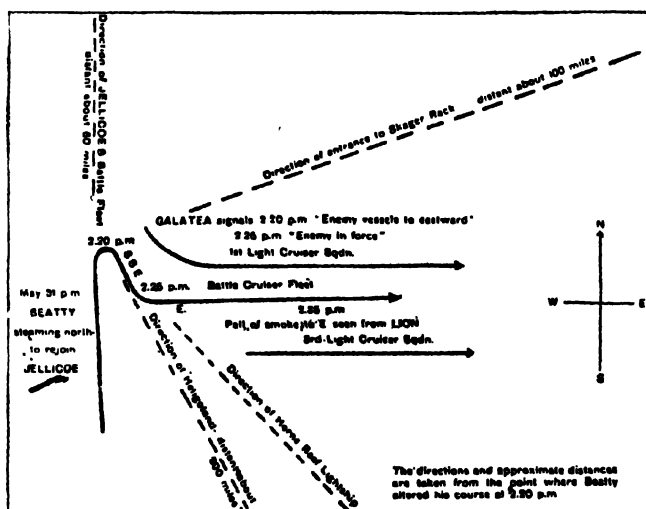 Direction of JELLICOE & Battle Fleet
distant about 60 miles
Direction of entrance to Skager Rack distant about 100 miles
GALATEA signals 2 20 p.m "Enemy vessels to eastward"
2 25 p.m "Enemy in force"
1st Light Cruiser Sqdn.
2.20 p.m
S S E
2.25 p.m. Battle Cruiser Fleet
E.
2.35 p.m
Pall of smoke to E seen from LION
3rd Light Cruiser Sqdn.
May 31 p m
BEATTY
steaming north
to rejoin
JELLICOE
N
W E
S
Direction of Heligoland distant about
miles
Direction of Horns Reef Lightship
The directions and approximate distances
are taken from the point where Beatty
altered his course at 2.20 p.m